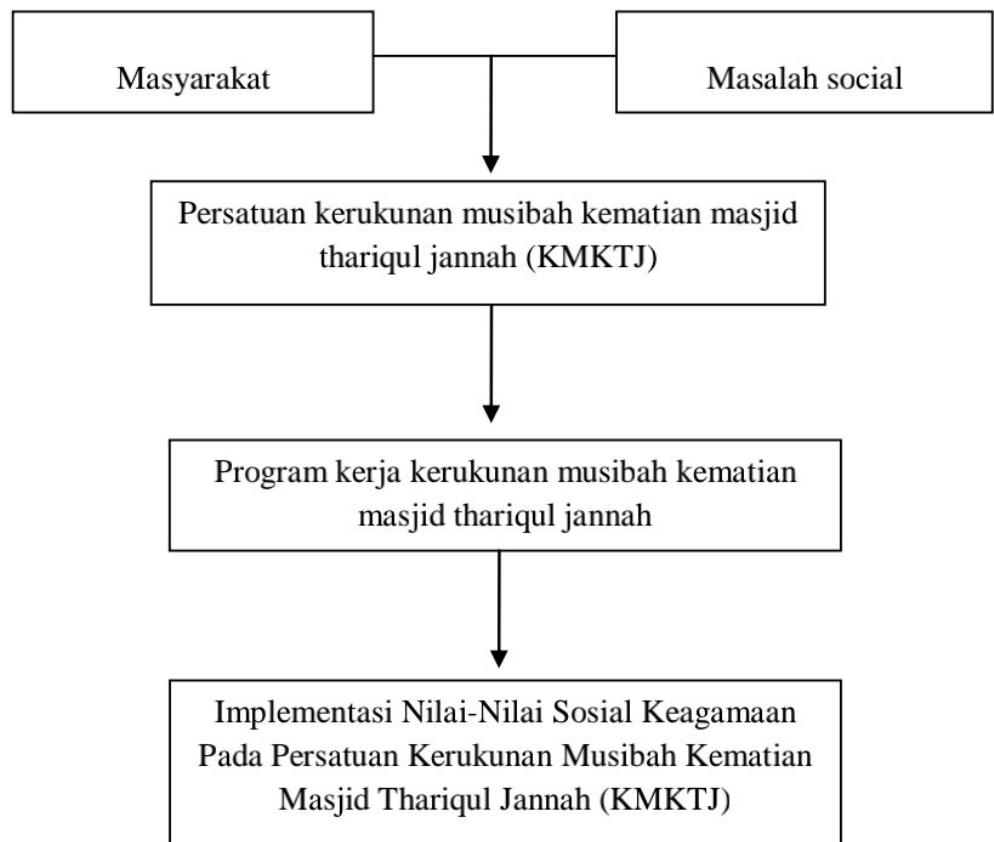 Masyarakat
Masalah social
Persatuan kerukunan musibah kematian masjid
thariqul jannah (KMKTJ)
Program kerja kerukunan musibah kematian
masjid thariqul jannah
Implementasi Nilai-Nilai Sosial Keagamaan
Pada Persatuan Kerukunan Musibah Kematian
Masjid Thariqul Jannah (KMKTJ)